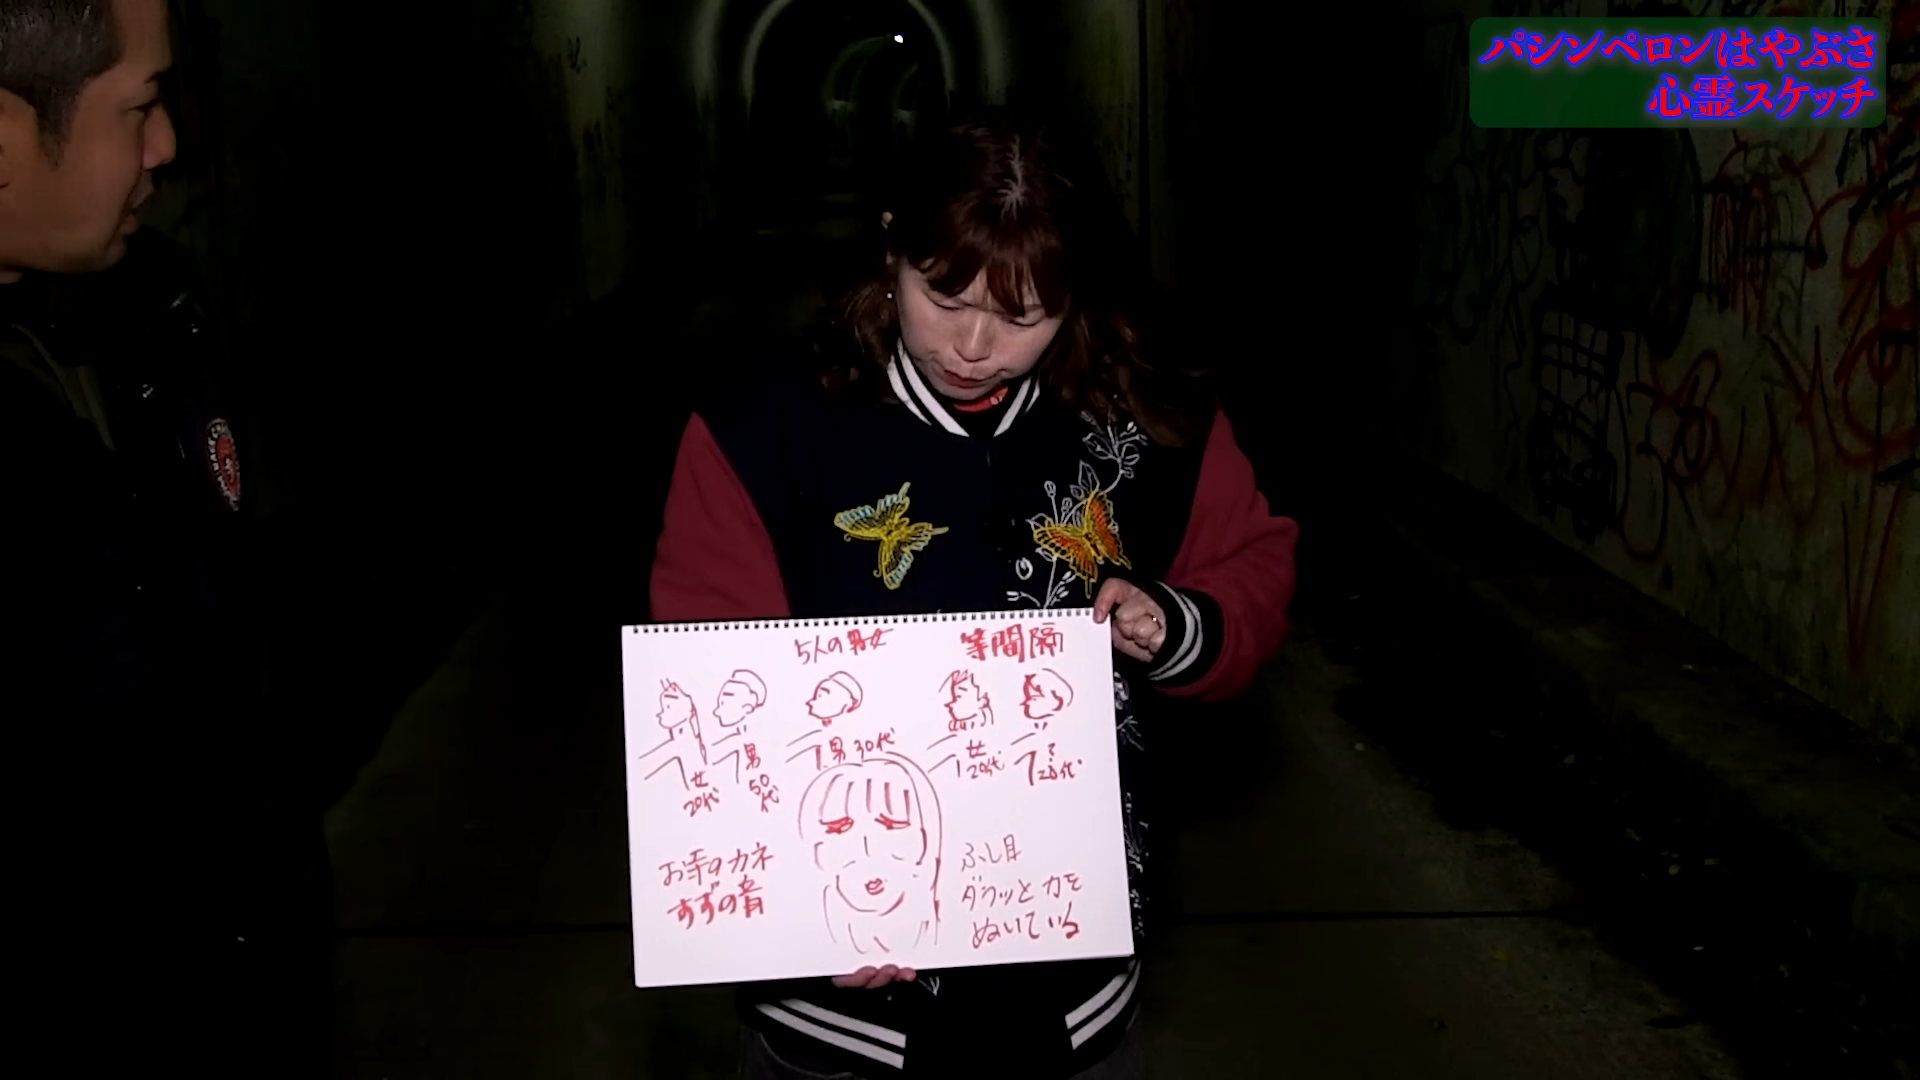 パシンペロンはやぶさ
心霊スケッチ
5人の男女
等間隔
女
20代
男
50代
男 30代
女
20代
?
20代
お寺のカネ
すずの音
ふし目
ダラッと力を
ぬいている